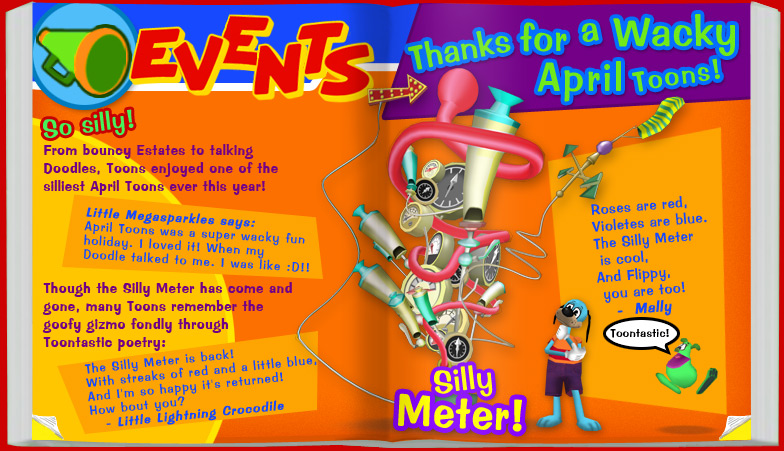 EVENTS
So silly!
From bouncy Estates to talking
Doodles, Toons enjoyed one of the
silliest April Toons ever this year!
Little Megasparkles says:
April Toons was a super wacky fun
holiday. I loved it! When my
Doodle talked to me. I was like :D!!
Though the Silly Meter has come and
gone, many Toons remember the
goofy gizmo fondly through
Toontastic poetry:
The Silly Meter is back!
With streaks of red and a little blue,
And I'm so happy it's returned!
How bout you?
- Little Lightning Crocodile
Thanks for a Wacky
April Toons!
Roses are red,
Violetes are blue.
The Silly Meter
is cool,
And Flippy,
you are too!
- Mally
Toontastic!
Silly
Meter!